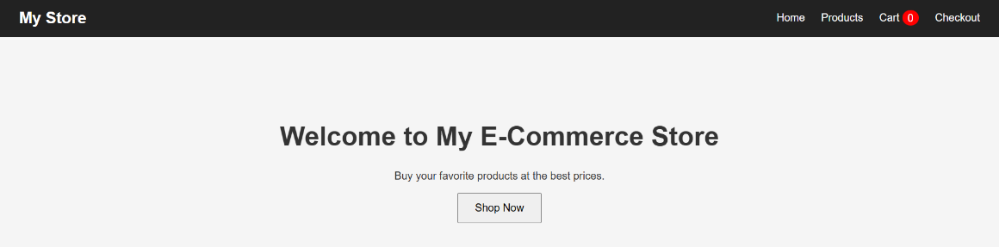 My Store Home Products Cart 0 Checkout
Welcome to My E-Commerce Store
Buy your favorite products at the best prices.
Shop Now